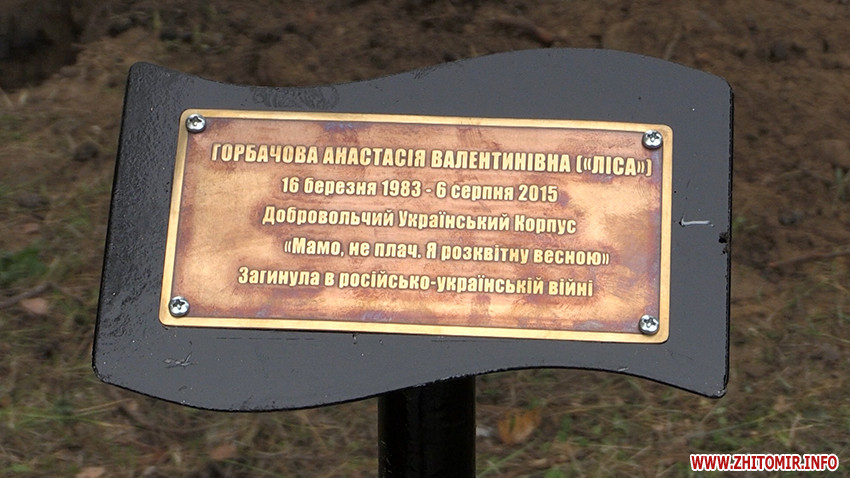 ГОРБАЧОВА АНАСТАСІЯ ВАЛЕНТИНІВНА («ЛІСА»)
16 березня 1983 - 6 серпня 2015
Добровольчий Український Корпус
«Мамо, не плач. Я розквітну весною»
Загинула в російсько-українській війні
WWW.ZHITOMIR.INFO